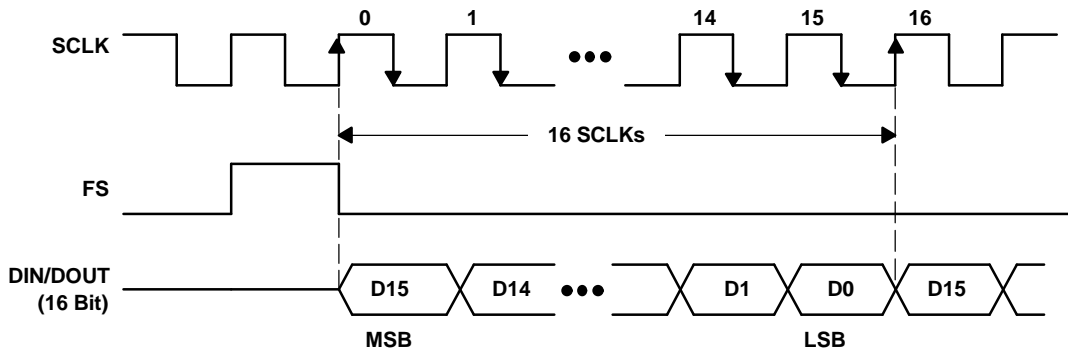 0 1 14 15 16
SCLK
16 SCLKs
FS
DIN/DOUT
(16 Bit)
D15 D14 D1 D0 D15
MSB LSB